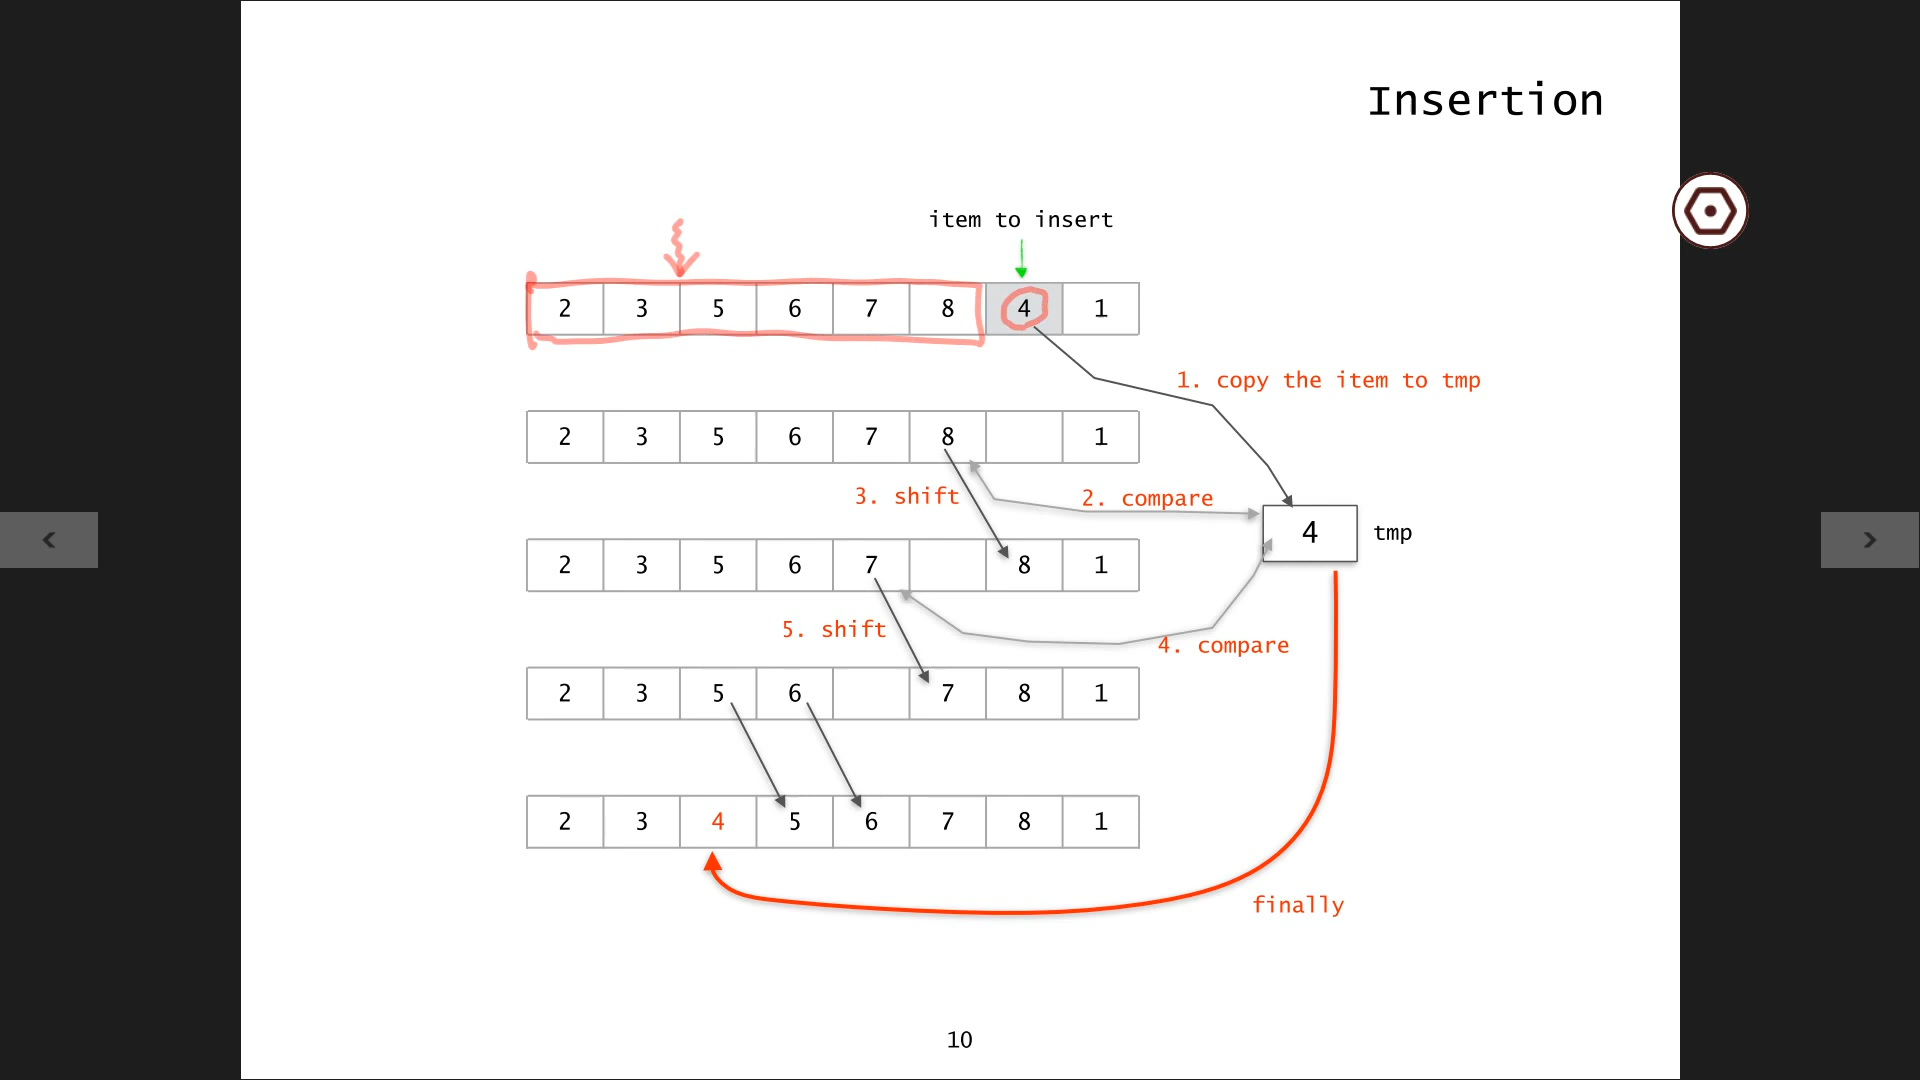 Insertion
item to insert
2 3 5 6 7 8 4 1
1. copy the item to tmp
2 3 5 6 7 8 1
3. shift
2. compare
4 tmp
2 3 5 6 7 8 1
5. shift
4. compare
2 3 5 6 7 8 1
2 3 4 5 6 7 8 1
finally
10